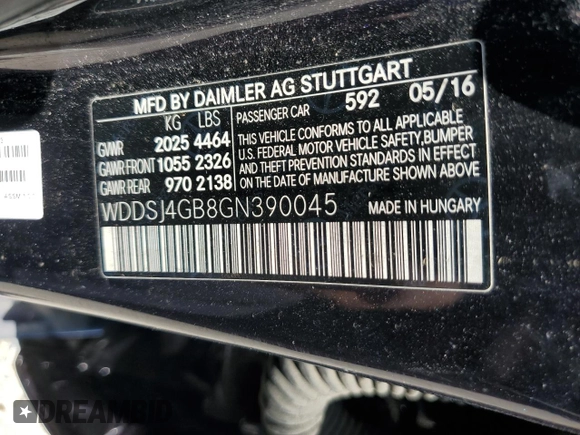 MFD BY DAIMLER AG STUTTGART
KG LBS PASSENGER CAR 592 05/16
GVWR 2025 4464
GAWR FRONT 1055 2326
GAWR REAR 970 2138
THIS VEHICLE CONFORMS TO ALL APPLICABLE
U.S. FEDERAL MOTOR VEHICLE SAFETY, BUMPER
AND THEFT PREVENTION STANDARDS IN EFFECT
ON THE DATE OF MANUFACTURE SHOWN ABOVE.
WDDSJ4GB8GN390045 MADE IN HUNGARY
DREAMBID